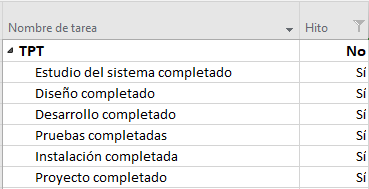 Nombre de tarea Hito
TPT No
Estudio del sistema completado Sí
Diseño completado Sí
Desarrollo completado Sí
Pruebas completadas Sí
Instalación completada Sí
Proyecto completado Sí